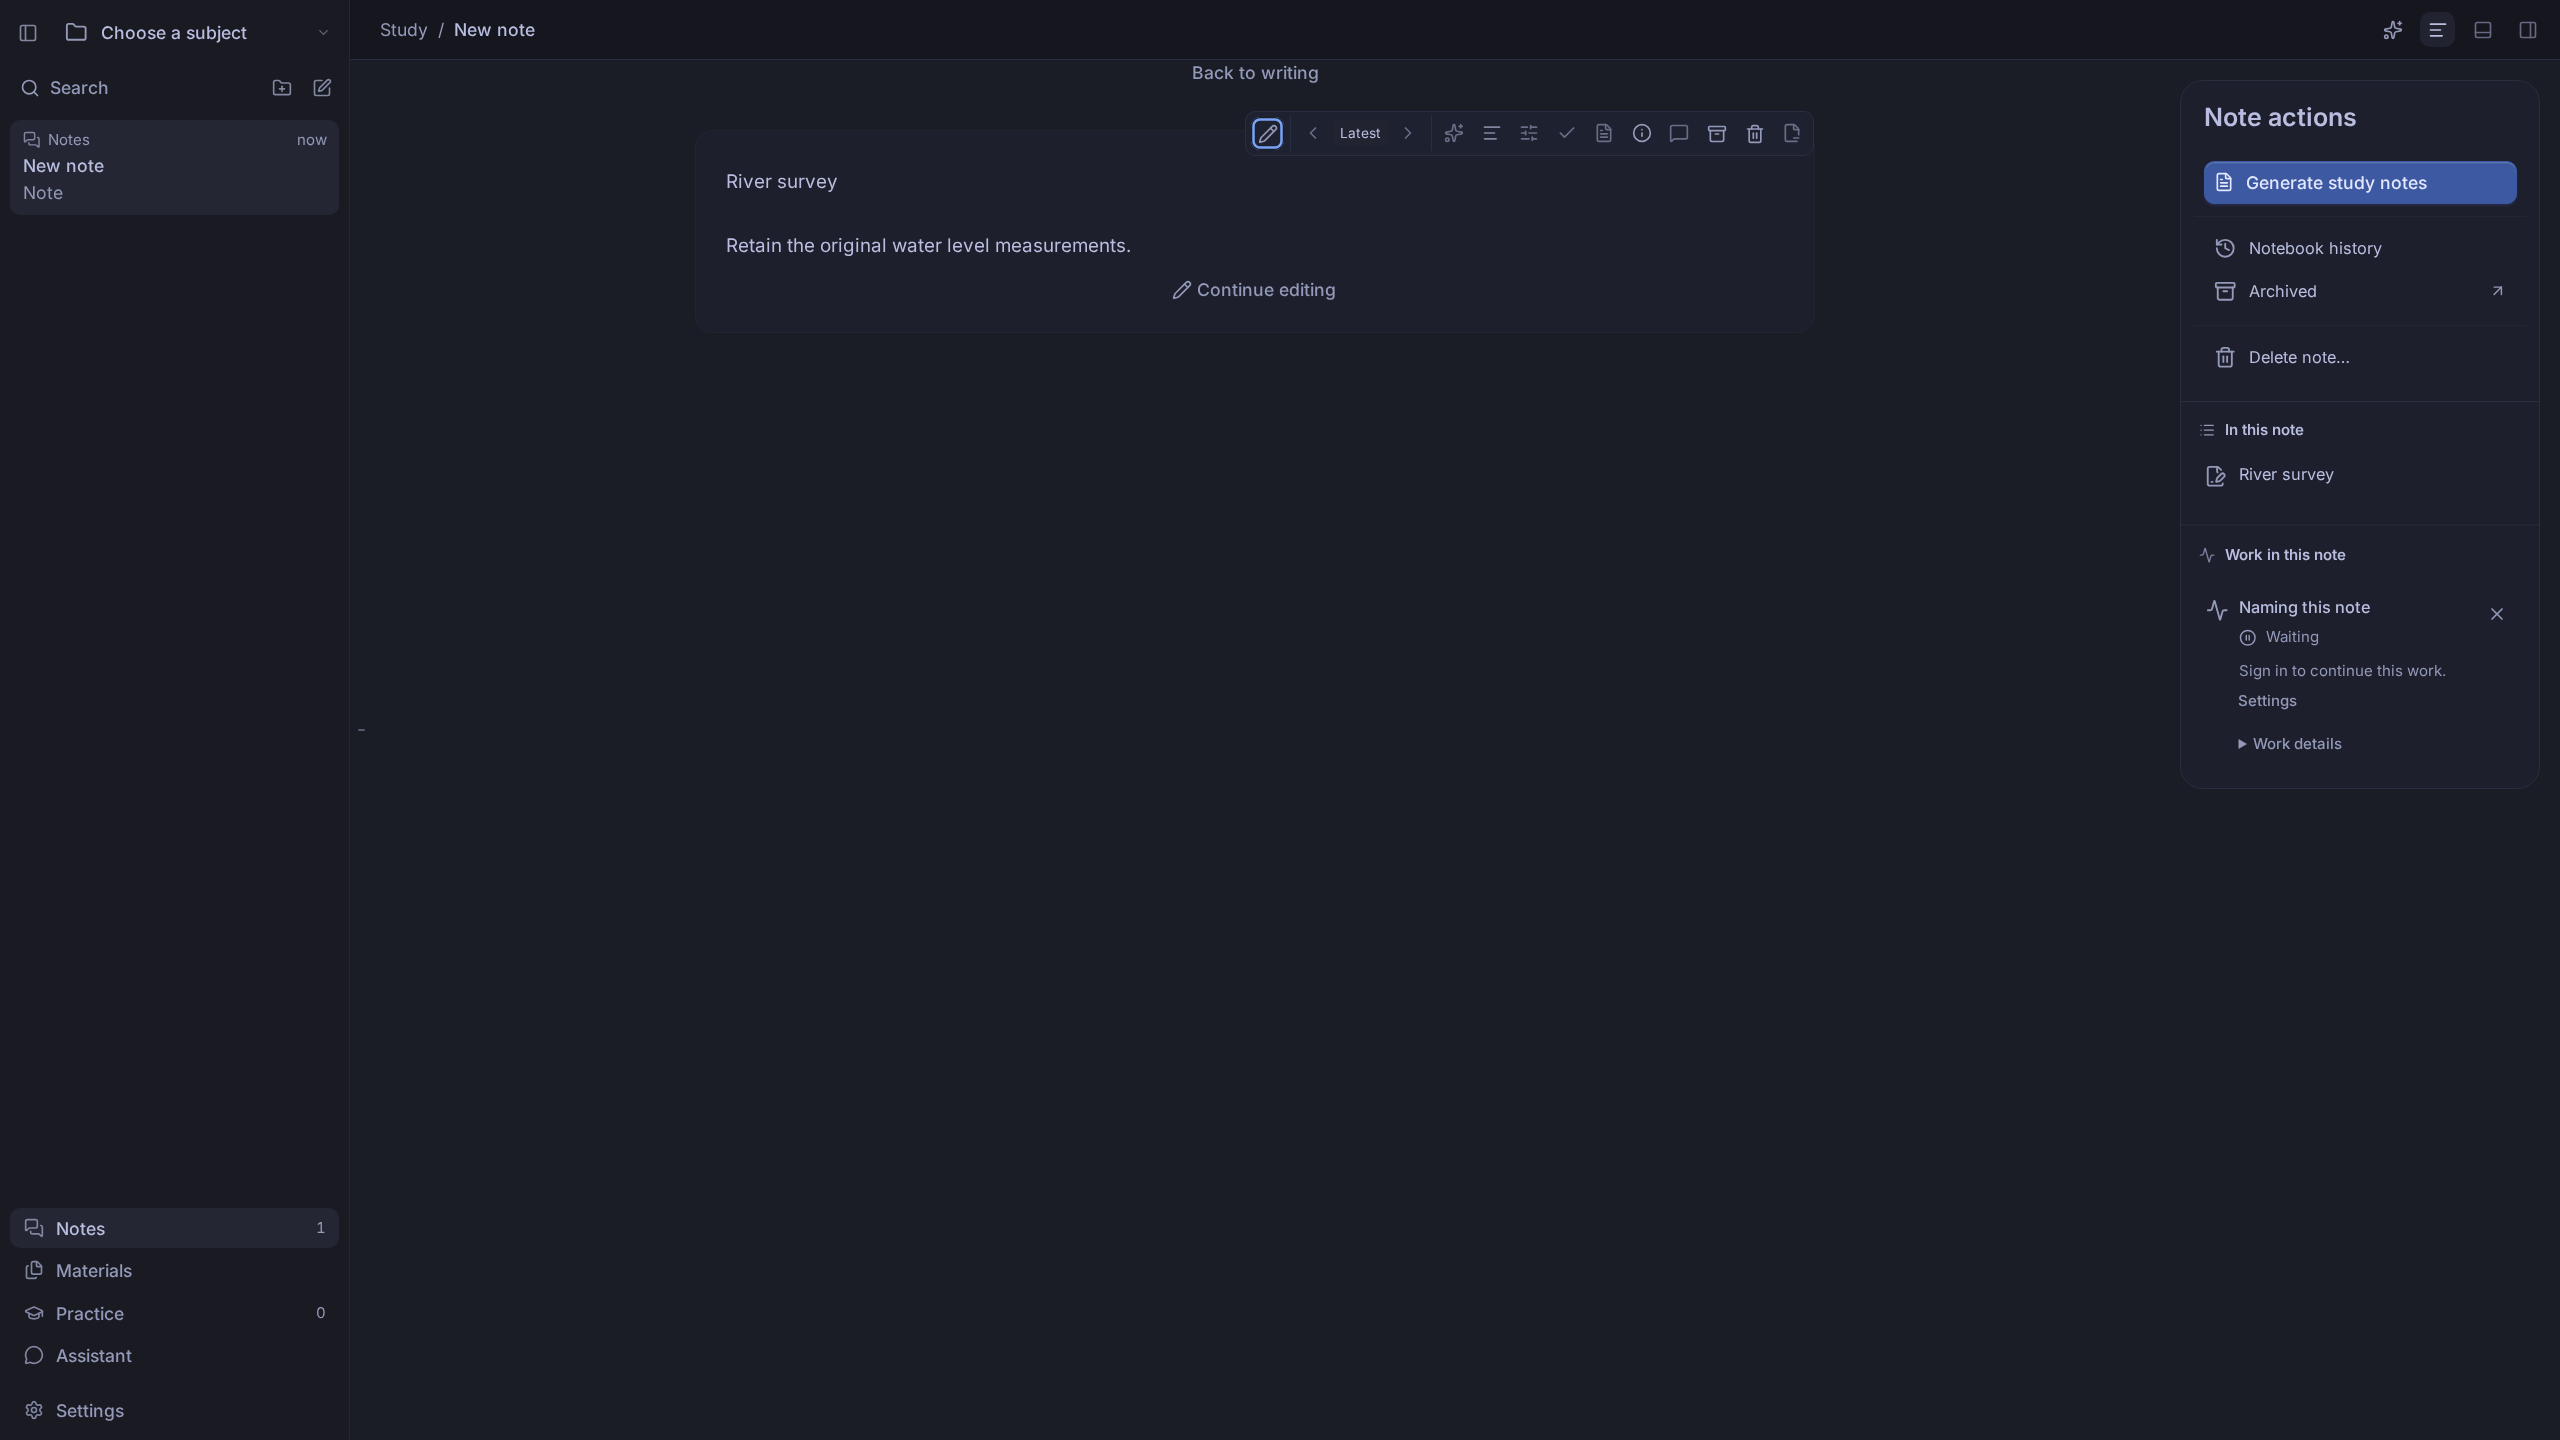 Choose a subject
Search
Notes now
New note
Note
Notes 1
Materials
Practice 0
Assistant
Settings
Study / New note
Back to writing
Latest
River survey
Retain the original water level measurements.
Continue editing
Note actions
Generate study notes
Notebook history
Archived
Delete note...
In this note
River survey
Work in this note
Naming this note
Waiting
Sign in to continue this work.
Settings
Work details